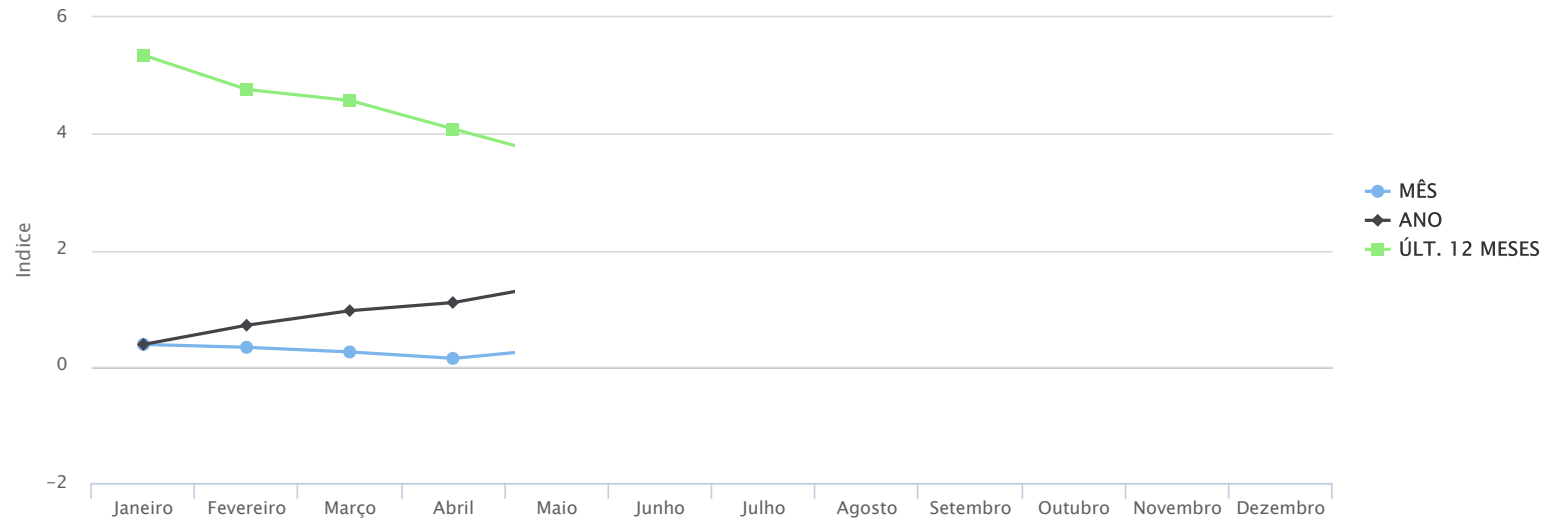 6
4
2
0
−2
Indice
Janeiro
Fevereiro
Março
Abril
Maio
Junho
Julho
Agosto
Setembro
Outubro
Novembro
Dezembro
MÊS
ANO
ÚLT. 12 MESES